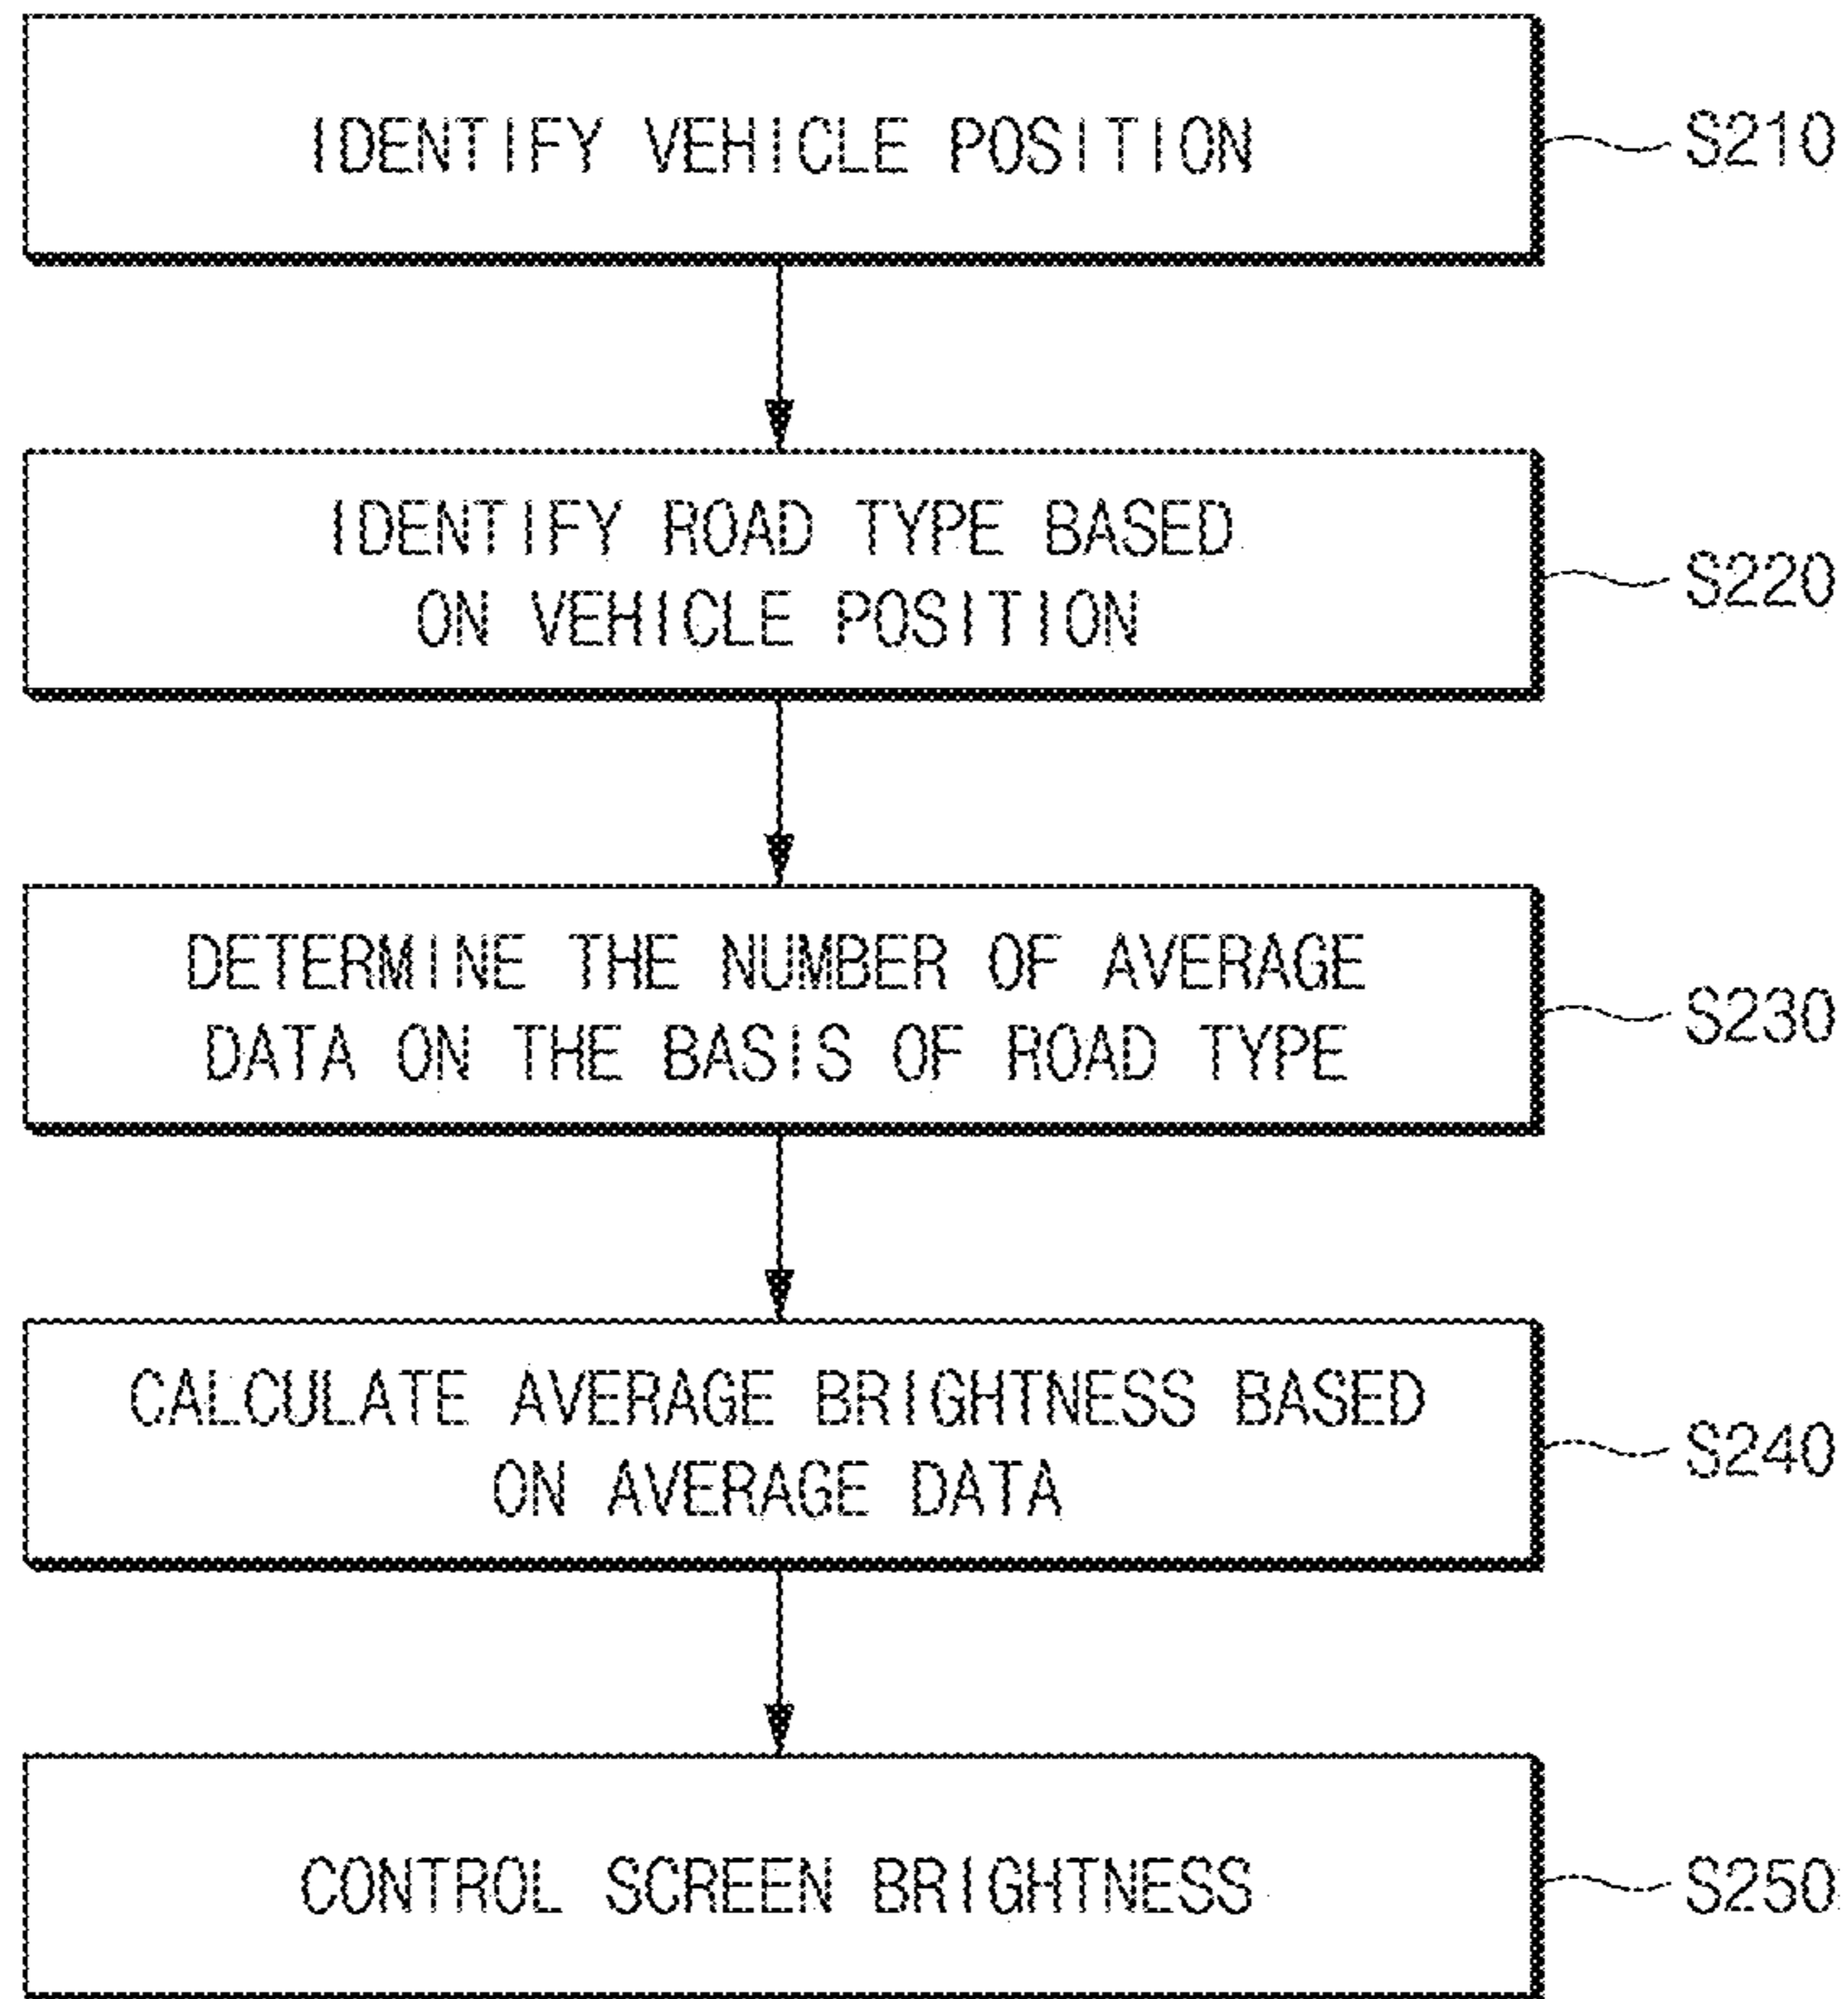 IDENTIFY VEHICLE POSITION
S210
IDENTIFY ROAD TYPE BASED
ON VEHICLE POSITION
S220
DETERMINE THE NUMBER OF AVERAGE
DATA ON THE BASIS OF ROAD TYPE
S230
CALCULATE AVERAGE BRIGHTNESS BASED
ON AVERAGE DATA
S240
CONTROL SCREEN BRIGHTNESS
S250